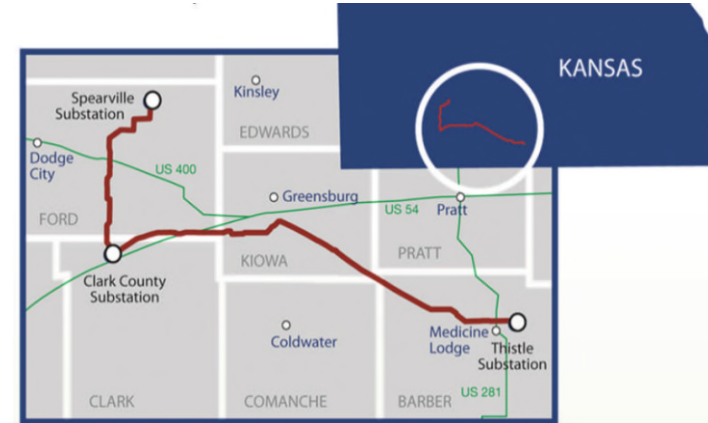 KANSAS
Spearville
Substation
Kinsley
EDWARDS
Dodge
City
US 400
Greensburg
FORD
US 54
Pratt
KIOWA
PRATT
Clark County
Substation
Coldwater
Medicine
Lodge
Thistle
Substation
US 281
CLARK
COMANCHE
BARBER